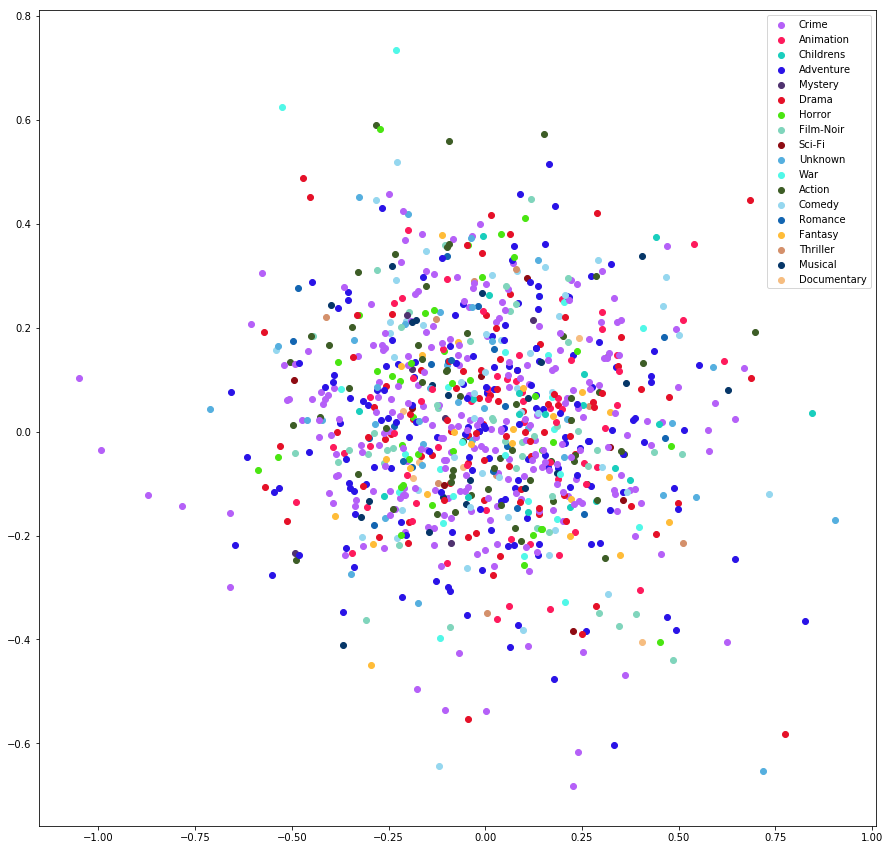 0.8
0.6
0.4
0.2
0.0
−0.2
−0.4
−0.6
−1.00 −0.75 −0.50 −0.25 0.00 0.25 0.50 0.75 1.00
Crime
Animation
Childrens
Adventure
Mystery
Drama
Horror
Film-Noir
Sci-Fi
Unknown
War
Action
Comedy
Romance
Fantasy
Thriller
Musical
Documentary